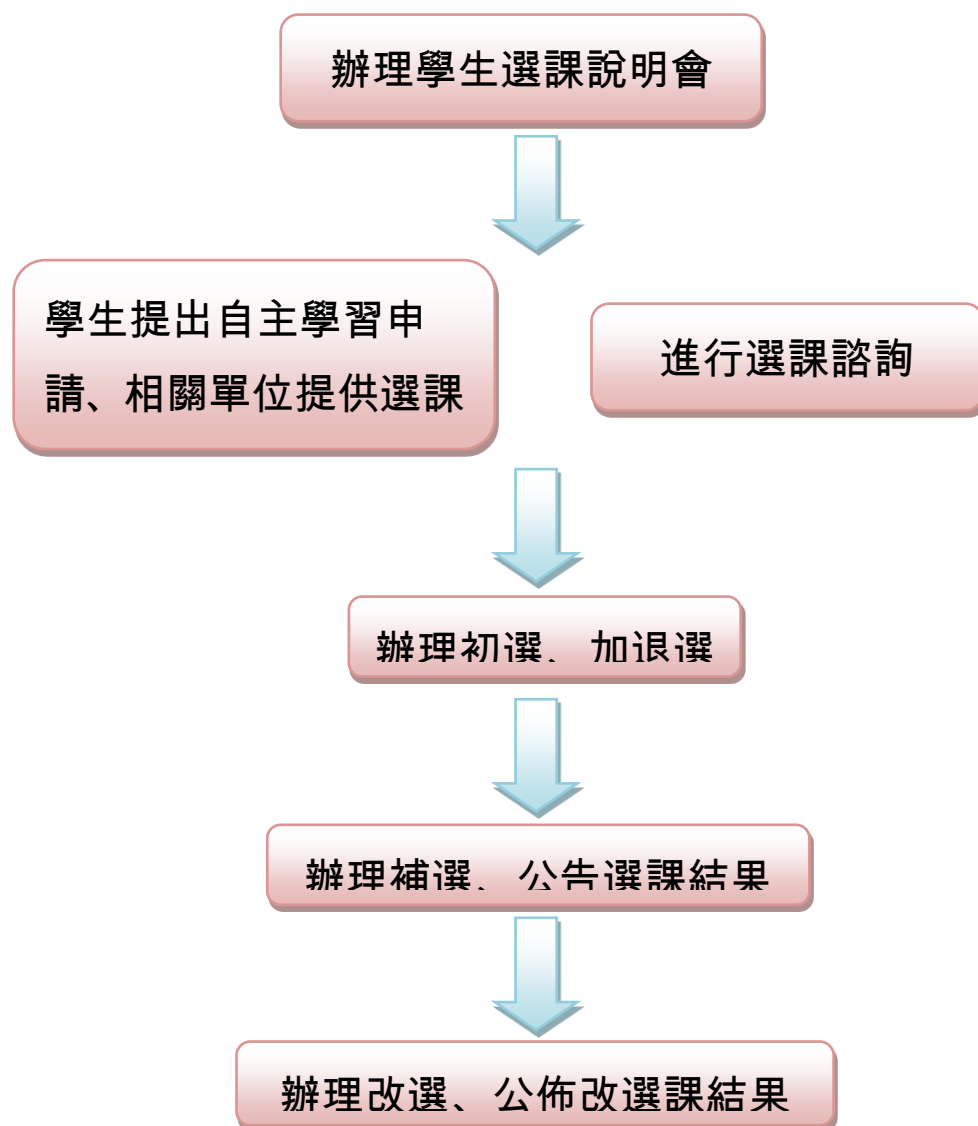 辦理學生選課說明會
學生提出自主學習申
請、相關單位提供選課
進行選課諮詢
辦理初選、加退選
辦理補選、公告選課結果
辦理改選、公佈改選課結果